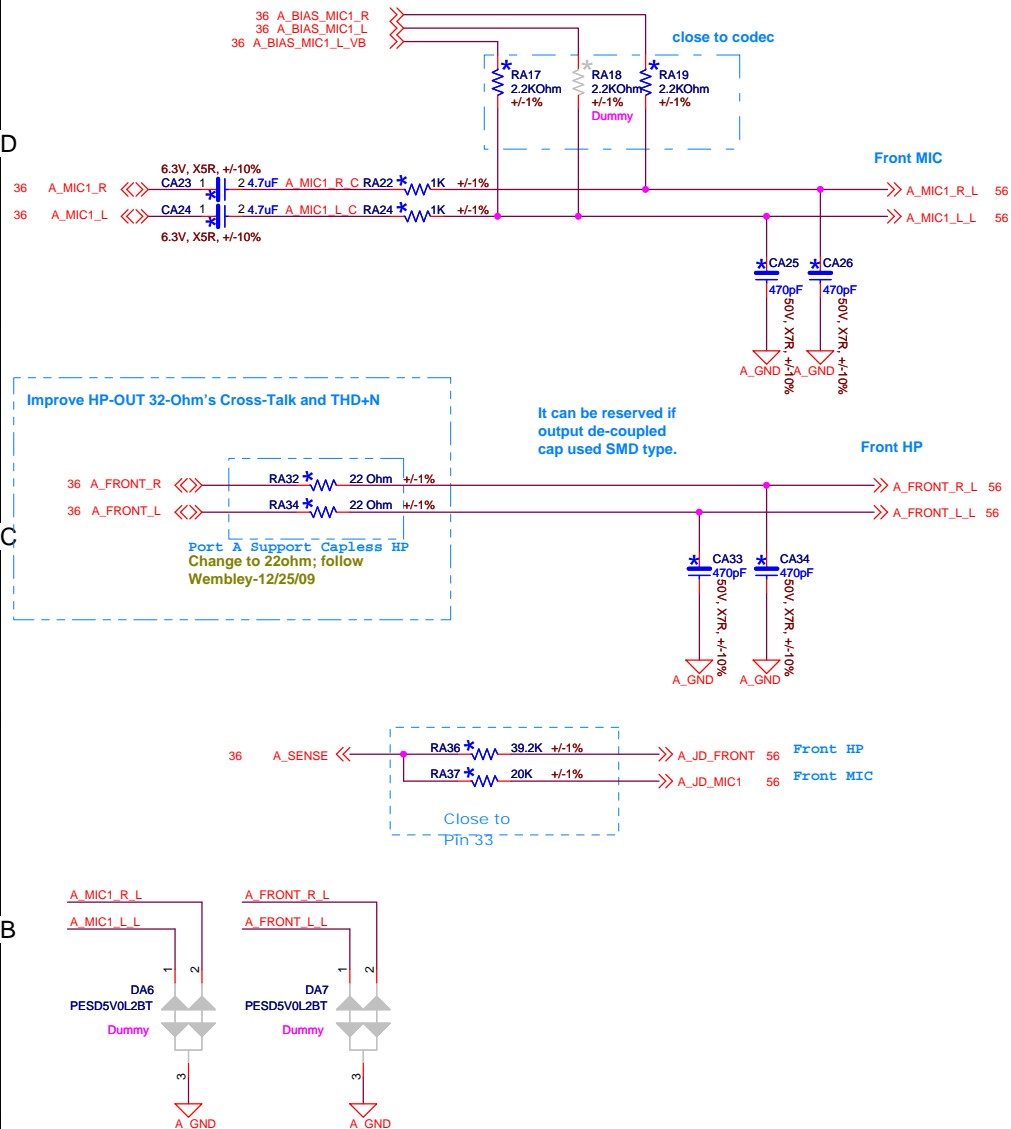 36 A_BIAS_MIC1_R
36 A_BIAS_MIC1_L
36 A_BIAS_MIC1_L_VB
close to codec
* RA17
2.2KOhm
+/-1%
* RA18
2.2KOhm
+/-1%
Dummy
* RA19
2.2KOhm
+/-1%
D
Front MIC
6.3V, X5R, +/-10%
36 A_MIC1_R CA23 1 * 2 4.7uF A_MIC1_R_C RA22 * 1K +/-1% A_MIC1_R_L 56
36 A_MIC1_L CA24 1 * 2 4.7uF A_MIC1_L_C RA24 * 1K +/-1% A_MIC1_L_L 56
6.3V, X5R, +/-10%
* CA25
470pF
50V, X7R, +/-10%
A_GND
* CA26
470pF
50V, X7R, +/-10%
A_GND
Improve HP-OUT 32-Ohm's Cross-Talk and THD+N
It can be reserved if
output de-coupled
cap used SMD type.
Front HP
36 A_FRONT_R RA32 * 22 Ohm +/-1% A_FRONT_R_L 56
36 A_FRONT_L RA34 * 22 Ohm +/-1% A_FRONT_L_L 56
C
Port A Support Capless HP
Change to 22ohm; follow
Wembley-12/25/09
* CA33
470pF
50V, X7R, +/-10%
A_GND
* CA34
470pF
50V, X7R, +/-10%
A_GND
36 A_SENSE RA36 * 39.2K +/-1% A_JD_FRONT 56 Front HP
RA37 * 20K +/-1% A_JD_MIC1 56 Front MIC
Close to
Pin 33
B
A_MIC1_R_L
A_MIC1_L_L
1 2
DA6
PESD5V0L2BT
Dummy
3
A_GND
A_FRONT_R_L
A_FRONT_L_L
1 2
DA7
PESD5V0L2BT
Dummy
3
A_GND